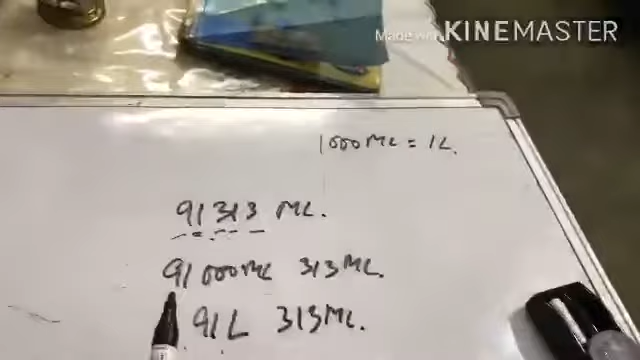 Made with KINEMASTER
1000ML = 1L.
91313 ML.
91000ML 313ML.
91L 313ML.